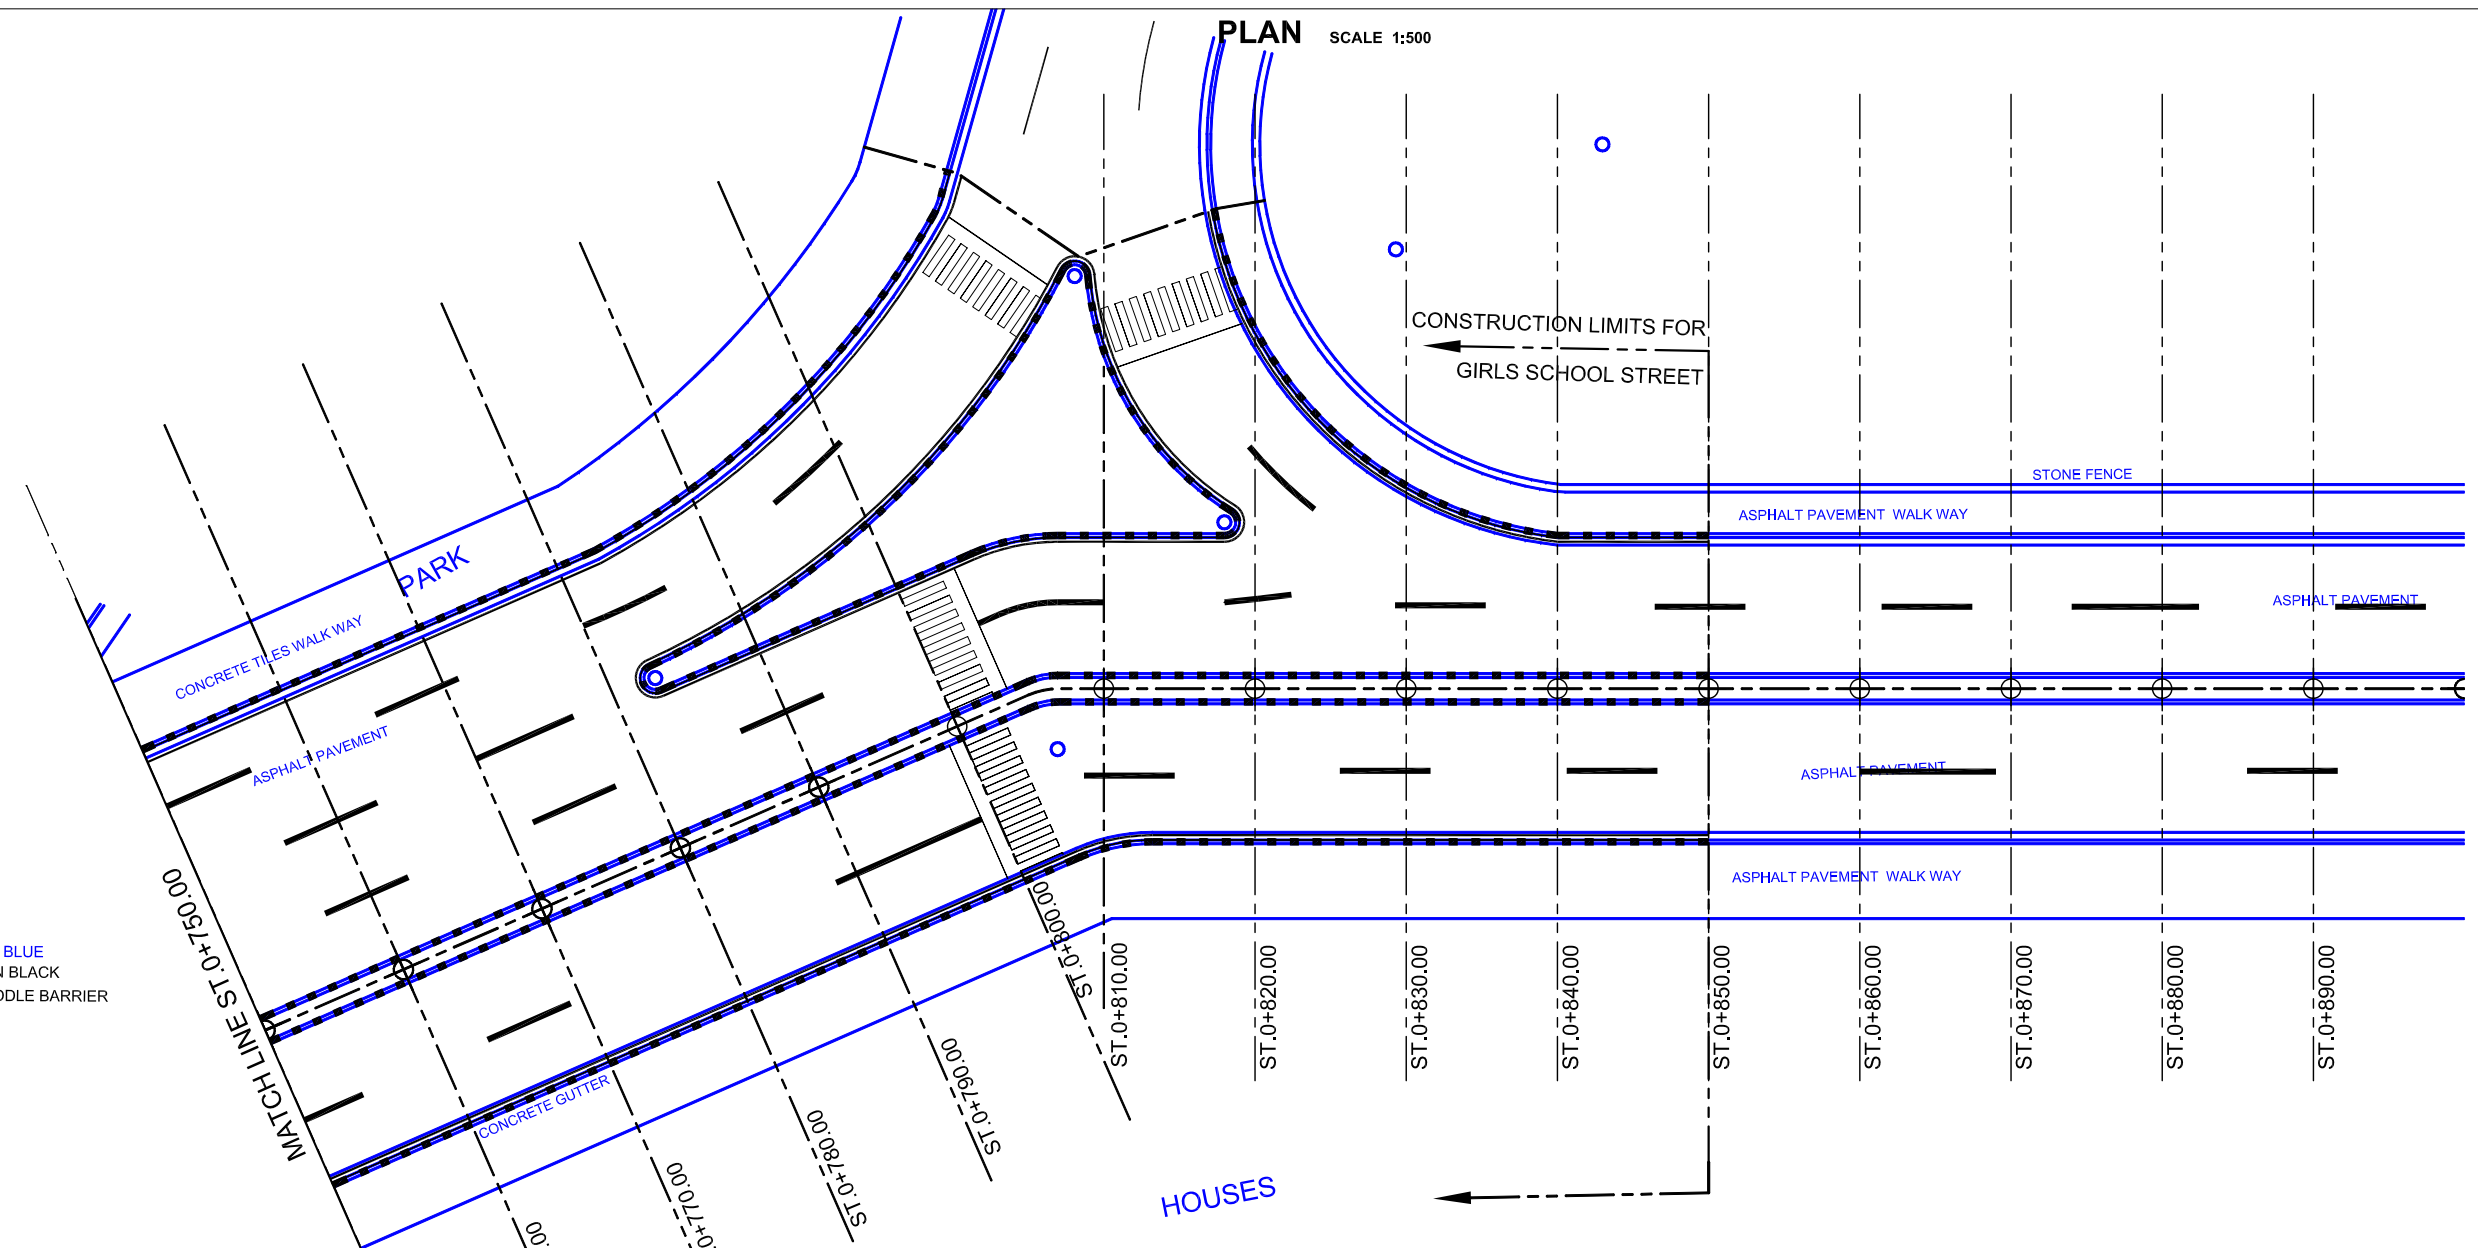 PLAN SCALE 1:500
CONSTRUCTION LIMITS FOR
GIRLS SCHOOL STREET
STONE FENCE
ASPHALT PAVEMENT WALK WAY
PARK
CONCRETE TILES WALK WAY
ASPHALT PAVEMENT
ASPHALT PAVEMENT
ASPHALT PAVEMENT
ASPHALT PAVEMENT WALK WAY
BLUE
BLACK
BARRIER
MATCH LINE ST.0+750.00
CONCRETE GUTTER
.00
0+770.00
ST.0+780.00
ST.0+790.00
ST.0+800.00
ST.0+810.00
ST.0+820.00
ST.0+830.00
ST.0+840.00
ST.0+850.00
ST.0+860.00
ST.0+870.00
ST.0+880.00
ST.0+890.00
HOUSES